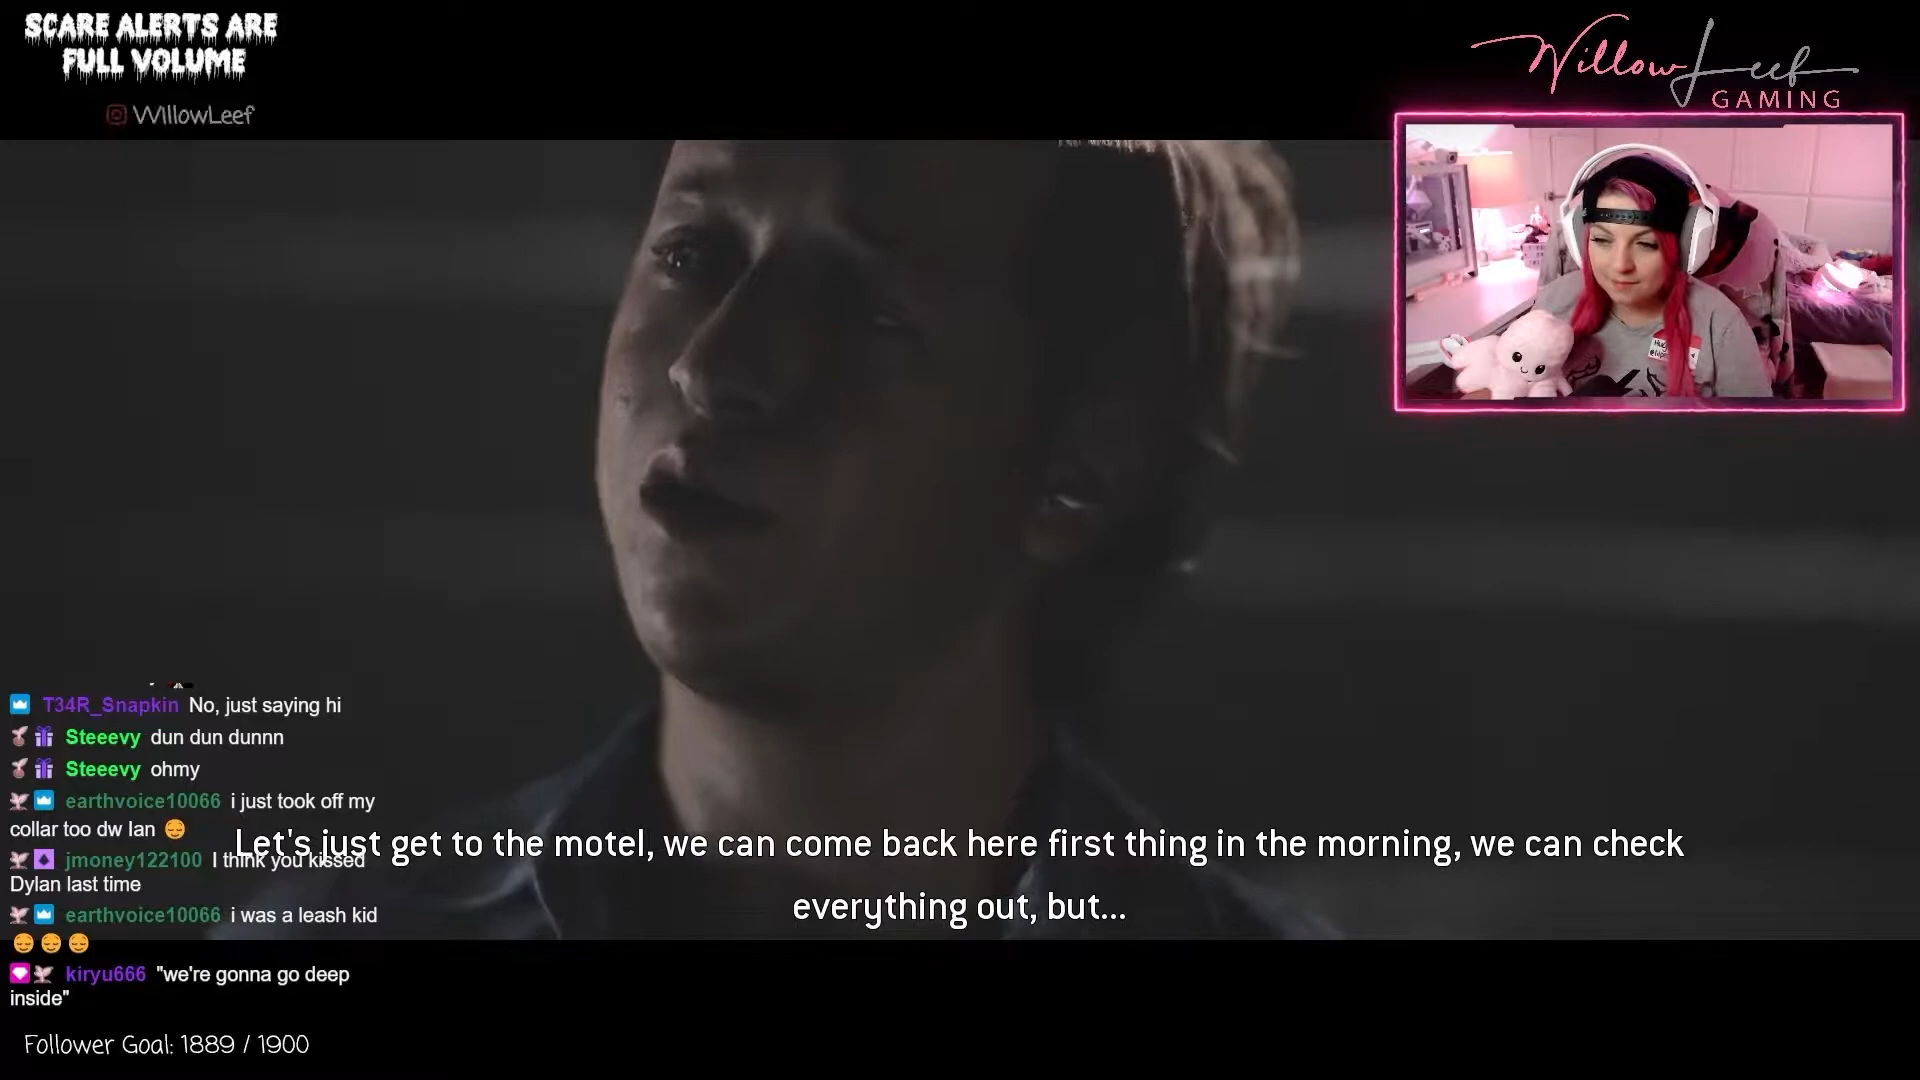 SCARE ALERTS ARE
FULL VOLUME
WIllowLeef
WillowLeef
GAMING
T34R_Snapkin No, just saying hi
Steeevy dun dun dunnn
Steeevy ohmy
earthvoice10066 i just took off my
collar too dw Ian 😌
jmoney122100 I think you kissed
Dylan last time
earthvoice10066 i was a leash kid
😌😌😌
kiryu666 "we're gonna go deep
inside"
Let's just get to the motel, we can come back here first thing in the morning, we can check
everything out, but...
Follower Goal: 1889 / 1900